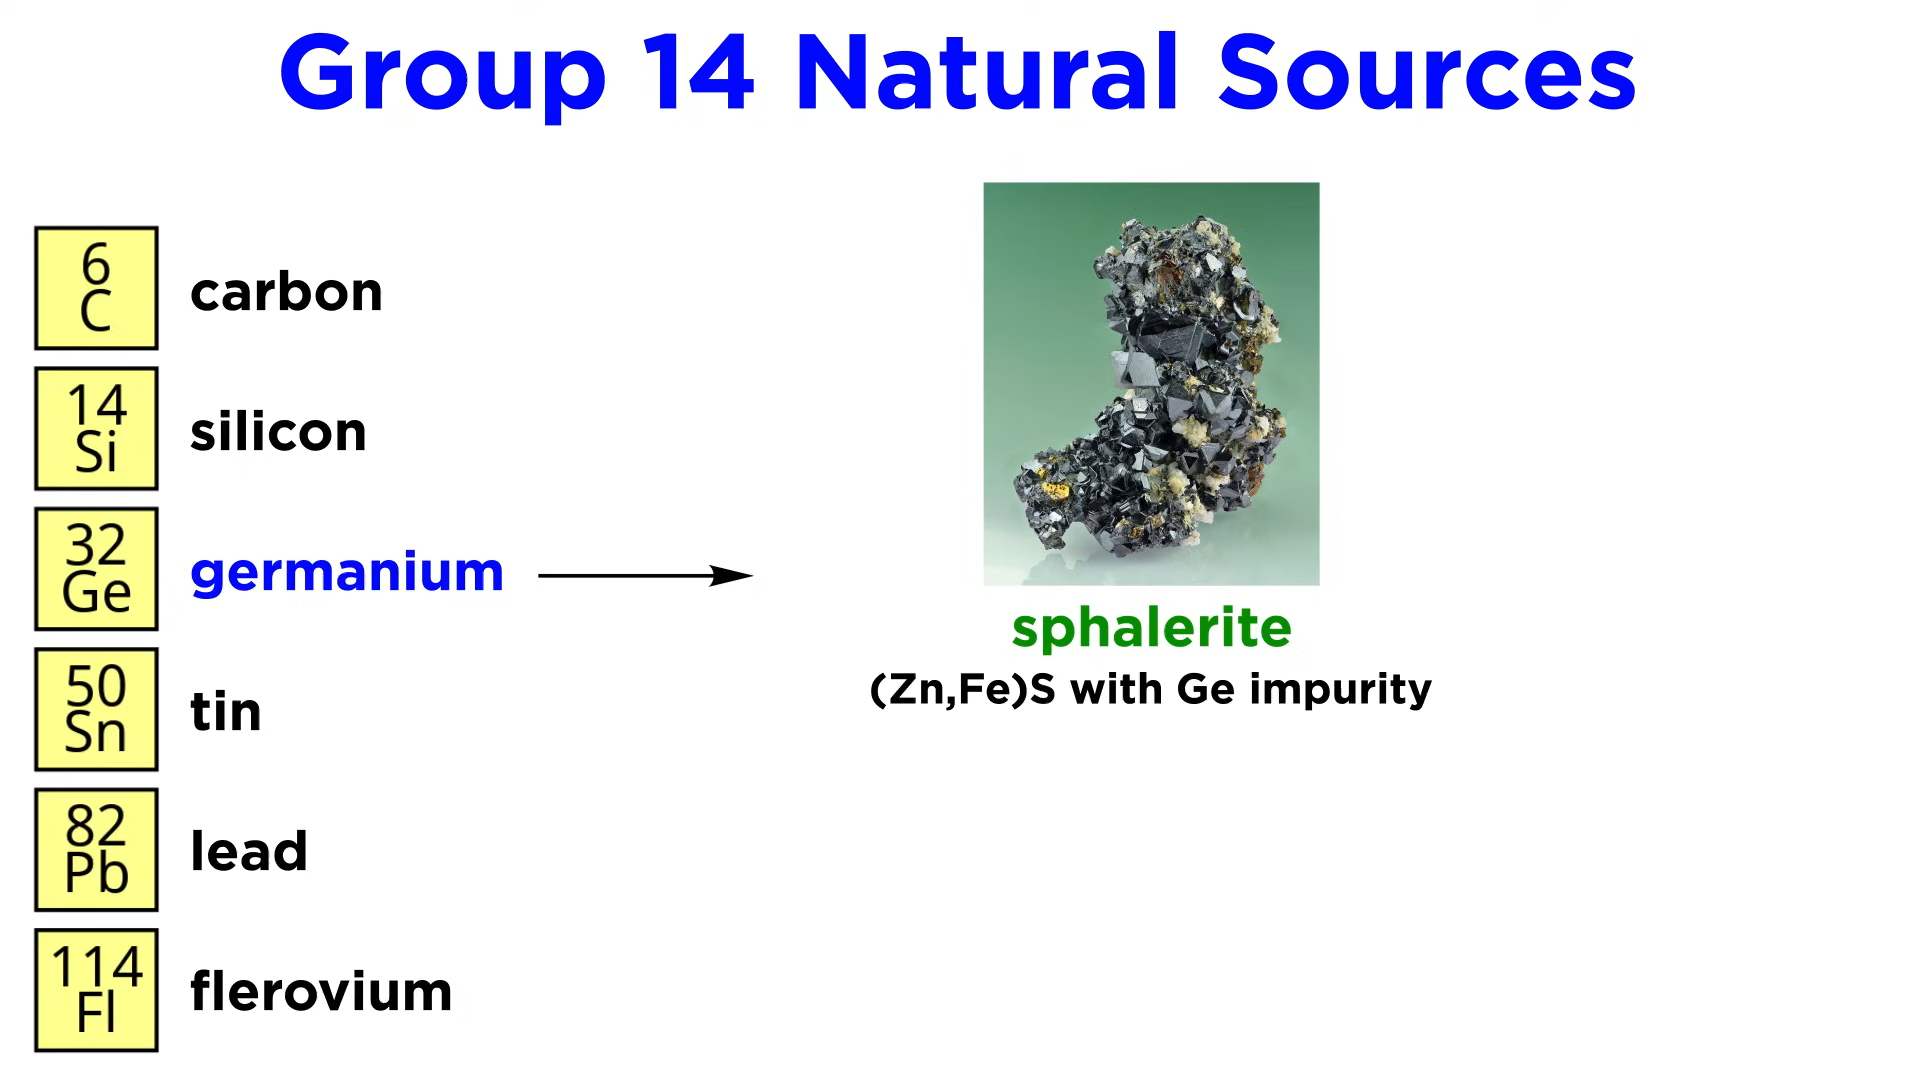 Group 14 Natural Sources
6
C
carbon
14
Si
silicon
32
Ge
germanium
50
Sn
tin
82
Pb
lead
114
Fl
flerovium
sphalerite
(Zn,Fe)S with Ge impurity